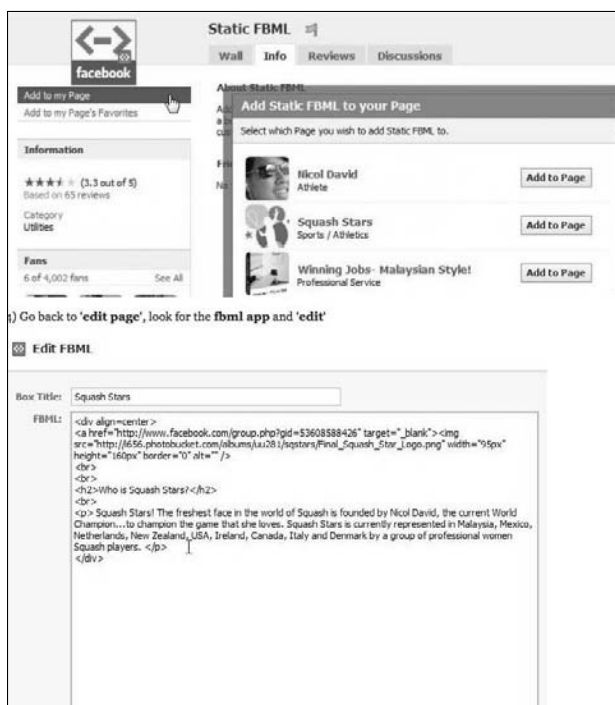 Static FBML
Wall Info Reviews Discussions
facebook
Add to my Page
Add to my Page's Favorites
About Static FBML
Add Static FBML to your Page
Select which Page you wish to add Static FBML to.
Information
(3.3 out of 5)
Based on 65 reviews
Category
Utilities
Fans
6 of 4,002 fans See All
No
Nicol David
Athlete
Add to Page
Squash Stars
Sports / Athletics
Add to Page
Winning Jobs- Malaysian Style!
Professional Service
Add to Page
) Go back to 'edit page', look for the fbml app and 'edit'
Edit FBML
Box Title: Squash Stars
FBML:
<div align=center>
<a href="http://www.facebook.com/group.php?gid=53608588426" target="_blank"><img
src="http://i656.photobucket.com/albums/uu281/sqstars/Final_Squash_Star_Logo.png" width="95px"
height="160px" border="0" alt="" />
<br>
<br>
<h2>Who is Squash Stars?</h2>
<br>
<p> Squash Stars! The freshest face in the world of Squash is founded by Nicol David, the current World
Champion...to champion the game that she loves. Squash Stars is currently represented in Malaysia, Mexico,
Netherlands, New Zealand, USA, Ireland, Canada, Italy and Denmark by a group of professional women
Squash players. </p>
</div>